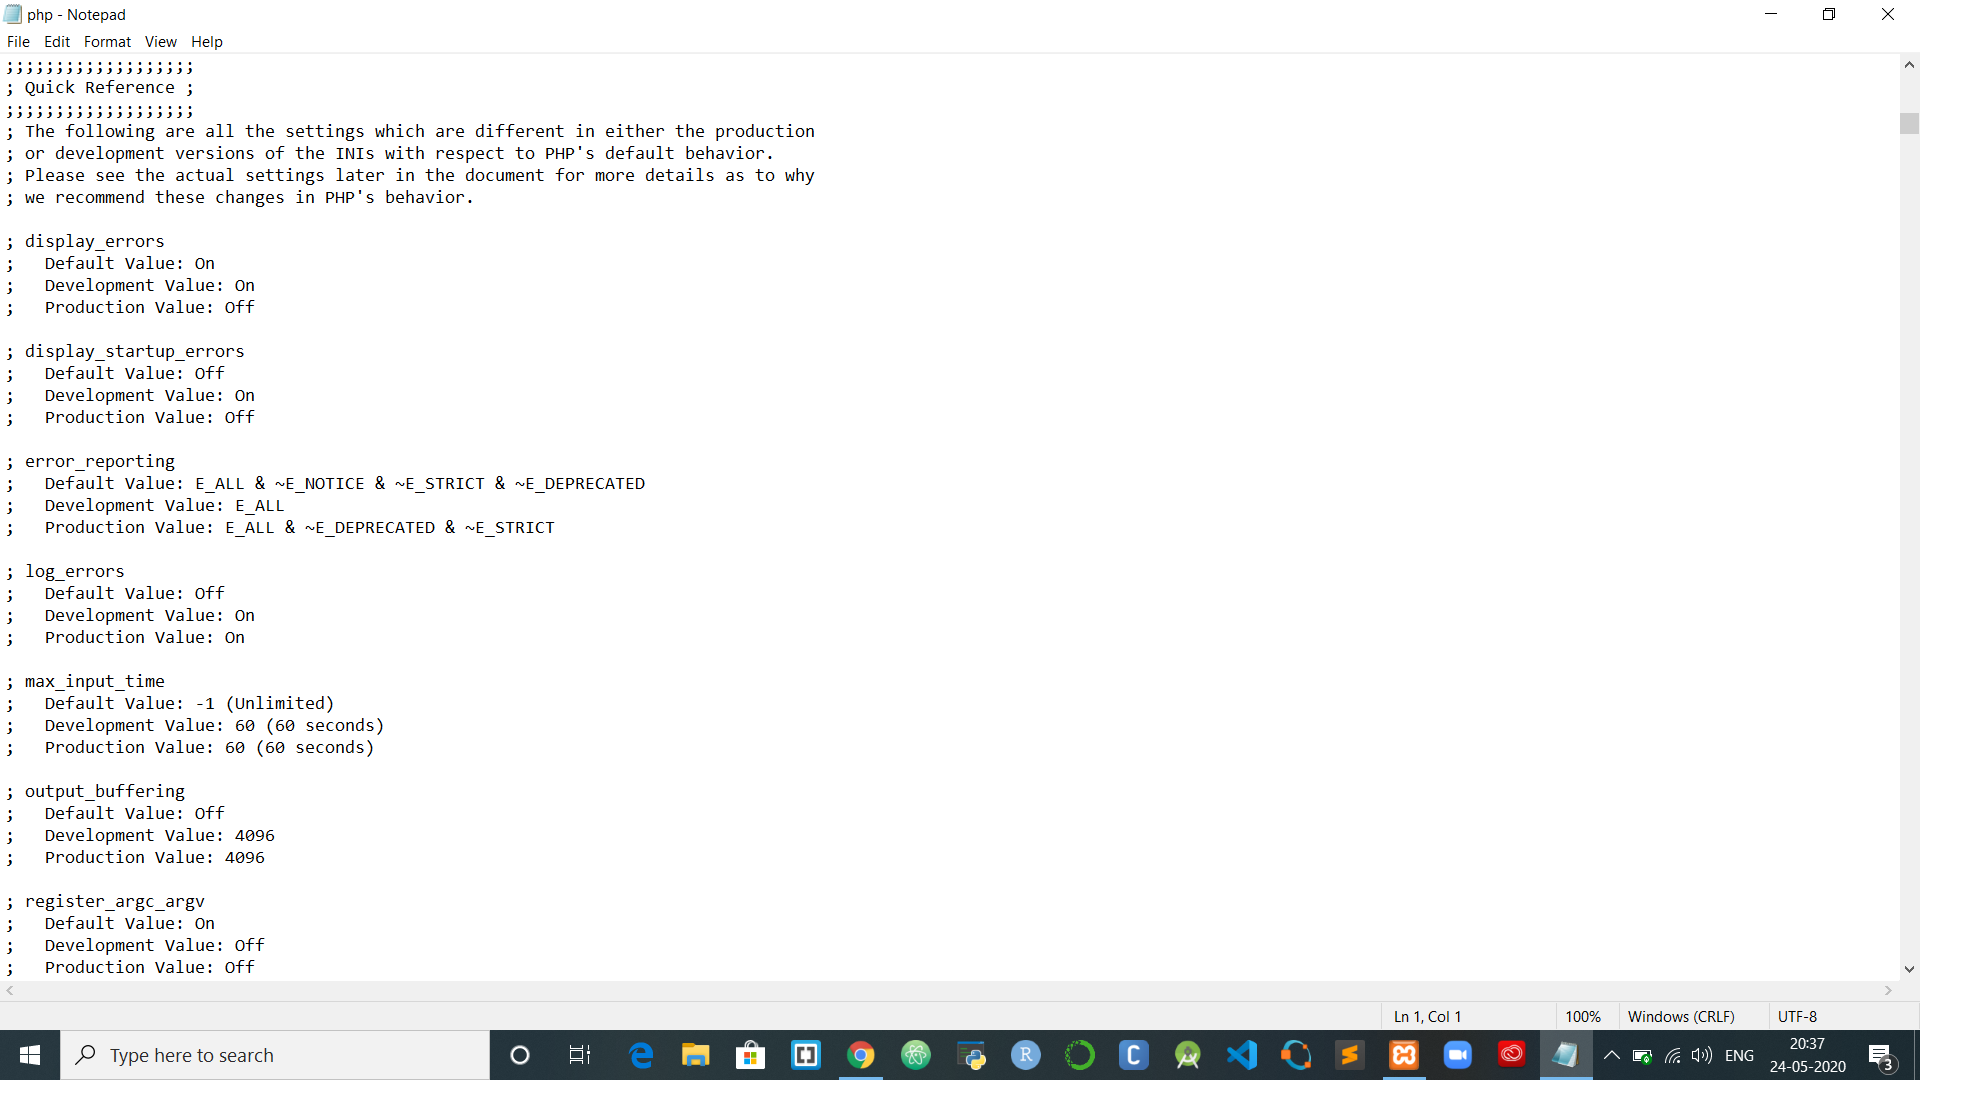 php - Notepad
File Edit Format View Help
;;;;;;;;;;;;;;;;;;;
; Quick Reference ;
;;;;;;;;;;;;;;;;;;;
; The following are all the settings which are different in either the production
; or development versions of the INIs with respect to PHP's default behavior.
; Please see the actual settings later in the document for more details as to why
; we recommend these changes in PHP's behavior.

; display_errors
;   Default Value: On
;   Development Value: On
;   Production Value: Off

; display_startup_errors
;   Default Value: Off
;   Development Value: On
;   Production Value: Off

; error_reporting
;   Default Value: E_ALL & ~E_NOTICE & ~E_STRICT & ~E_DEPRECATED
;   Development Value: E_ALL
;   Production Value: E_ALL & ~E_DEPRECATED & ~E_STRICT

; log_errors
;   Default Value: Off
;   Development Value: On
;   Production Value: On

; max_input_time
;   Default Value: -1 (Unlimited)
;   Development Value: 60 (60 seconds)
;   Production Value: 60 (60 seconds)

; output_buffering
;   Default Value: Off
;   Development Value: 4096
;   Production Value: 4096

; register_argc_argv
;   Default Value: On
;   Development Value: Off
;   Production Value: Off
Ln 1, Col 1 100% Windows (CRLF) UTF-8
Type here to search
R
C
ENG
20:37
24-05-2020
3